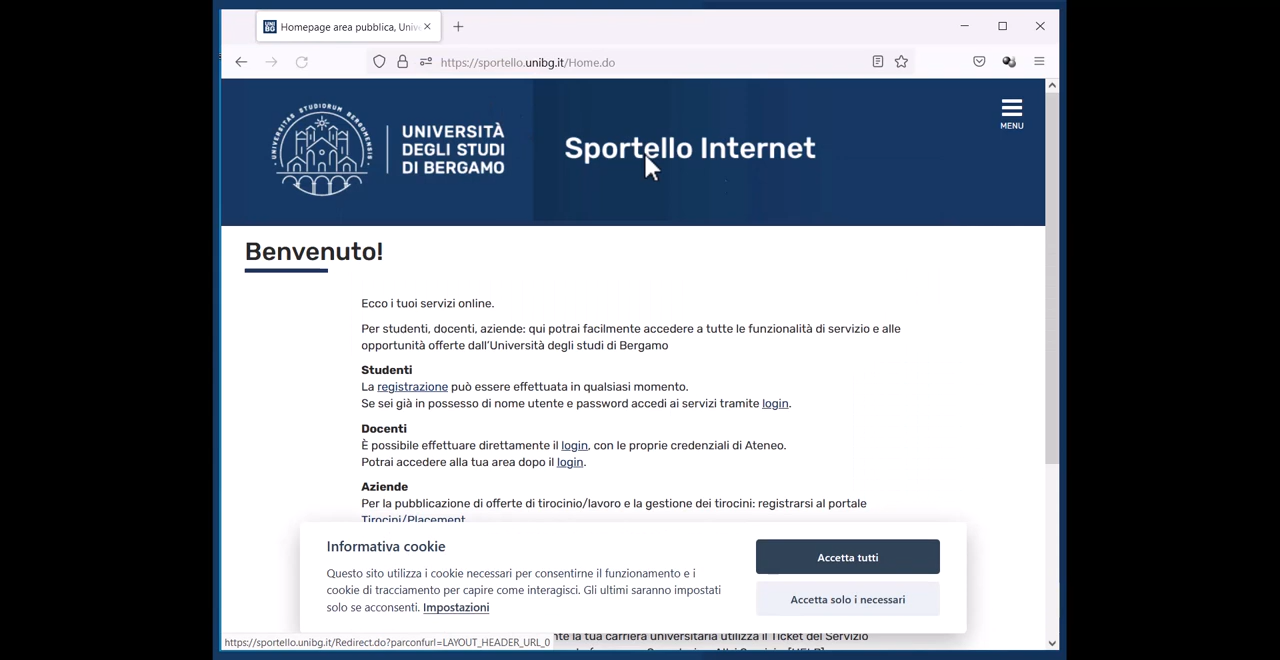 UNI
BG
Homepage area pubblica, Univ
https://sportello.unibg.it/Home.do
UNIVERSITÀ
DEGLI STUDI
DI BERGAMO
Sportello Internet
MENU
Benvenuto!
Ecco i tuoi servizi online.
Per studenti, docenti, aziende: qui potrai facilmente accedere a tutte le funzionalità di servizio e alle
opportunità offerte dall'Università degli studi di Bergamo
Studenti
La registrazione può essere effettuata in qualsiasi momento.
Se sei già in possesso di nome utente e password accedi ai servizi tramite login.
Docenti
È possibile effettuare direttamente il login, con le proprie credenziali di Ateneo.
Potrai accedere alla tua area dopo il login.
Aziende
Per la pubblicazione di offerte di tirocinio/lavoro e la gestione dei tirocini: registrarsi al portale
Tirocini/Placement
Informativa cookie
Questo sito utilizza i cookie necessari per consentirne il funzionamento e i
cookie di tracciamento per capire come interagisci. Gli ultimi saranno impostati
solo se acconsenti. Impostazioni
Accetta tutti
Accetta solo i necessari
la tua carriera universitaria utilizza il Ticket del Servizio
https://sportello.unibg.it/Redirect.do?parconfurl=LAYOUT_HEADER_URL_0